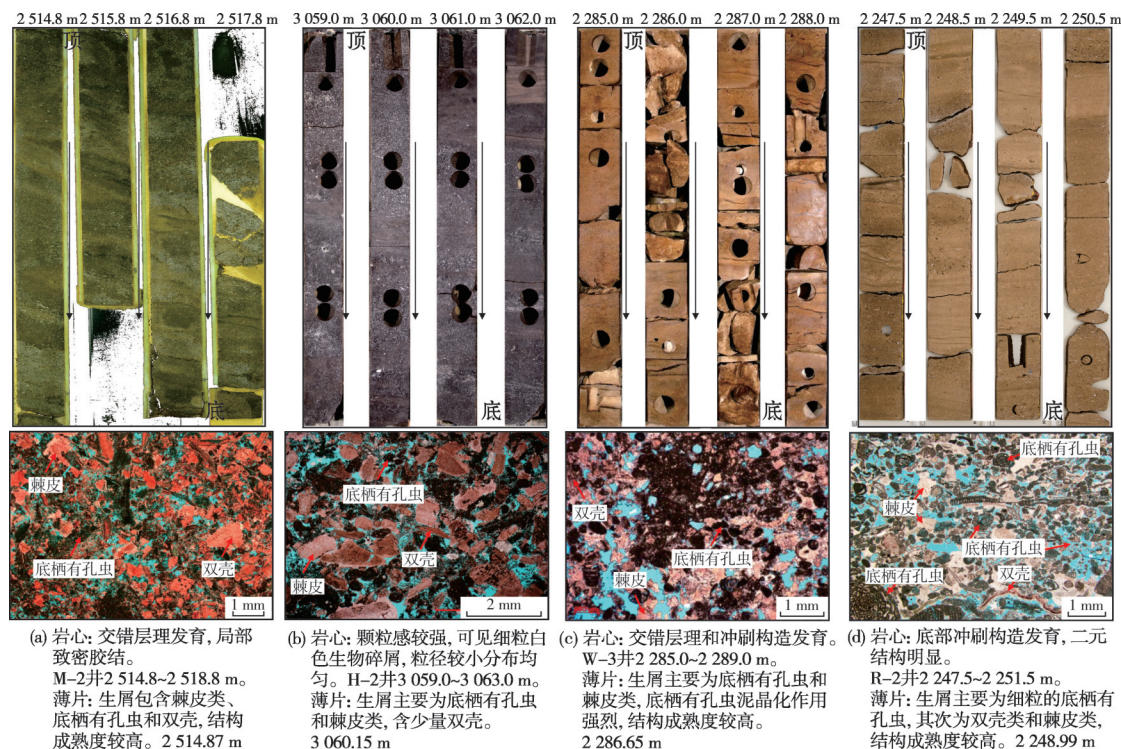 2 514.8 m 2 515.8 m 2 516.8 m 2 517.8 m
顶
底
棘皮
底栖有孔虫
双壳
1 mm
(a) 岩心: 交错层理发育, 局部
致密胶结。
M-2井2 514.8~2 518.8 m。
薄片: 生屑包含棘皮类、
底栖有孔虫和双壳, 结构
成熟度较高。2 514.87 m
3 059.0 m 3 060.0 m 3 061.0 m 3 062.0 m
顶
底
底栖有孔虫
双壳
棘皮
2 mm
(b) 岩心: 颗粒感较强, 可见细粒白
色生物碎屑, 粒径较小分布均
匀。H-2井3 059.0~3 063.0 m。
薄片: 生屑主要为底栖有孔虫
和棘皮类, 含少量双壳。
3 060.15 m
2 285.0 m 2 286.0 m 2 287.0 m 2 288.0 m
顶
底
双壳
底栖有孔虫
棘皮
1 mm
(c) 岩心: 交错层理和冲刷构造发育。
W-3井2 285.0~2 289.0 m。
薄片: 生屑主要为底栖有孔虫和
棘皮类, 底栖有孔虫泥晶化作用
强烈, 结构成熟度较高。
2 286.65 m
2 247.5 m 2 248.5 m 2 249.5 m 2 250.5 m
顶
底
底栖有孔虫
棘皮
底栖有孔虫
底栖有孔虫
双壳
1 mm
(d) 岩心: 底部冲刷构造发育, 二元
结构明显。
R-2井2 247.5~2 251.5 m。
薄片: 生屑主要为细粒的底栖有
孔虫, 其次为双壳类和棘皮类,
结构成熟度较高。2 248.99 m